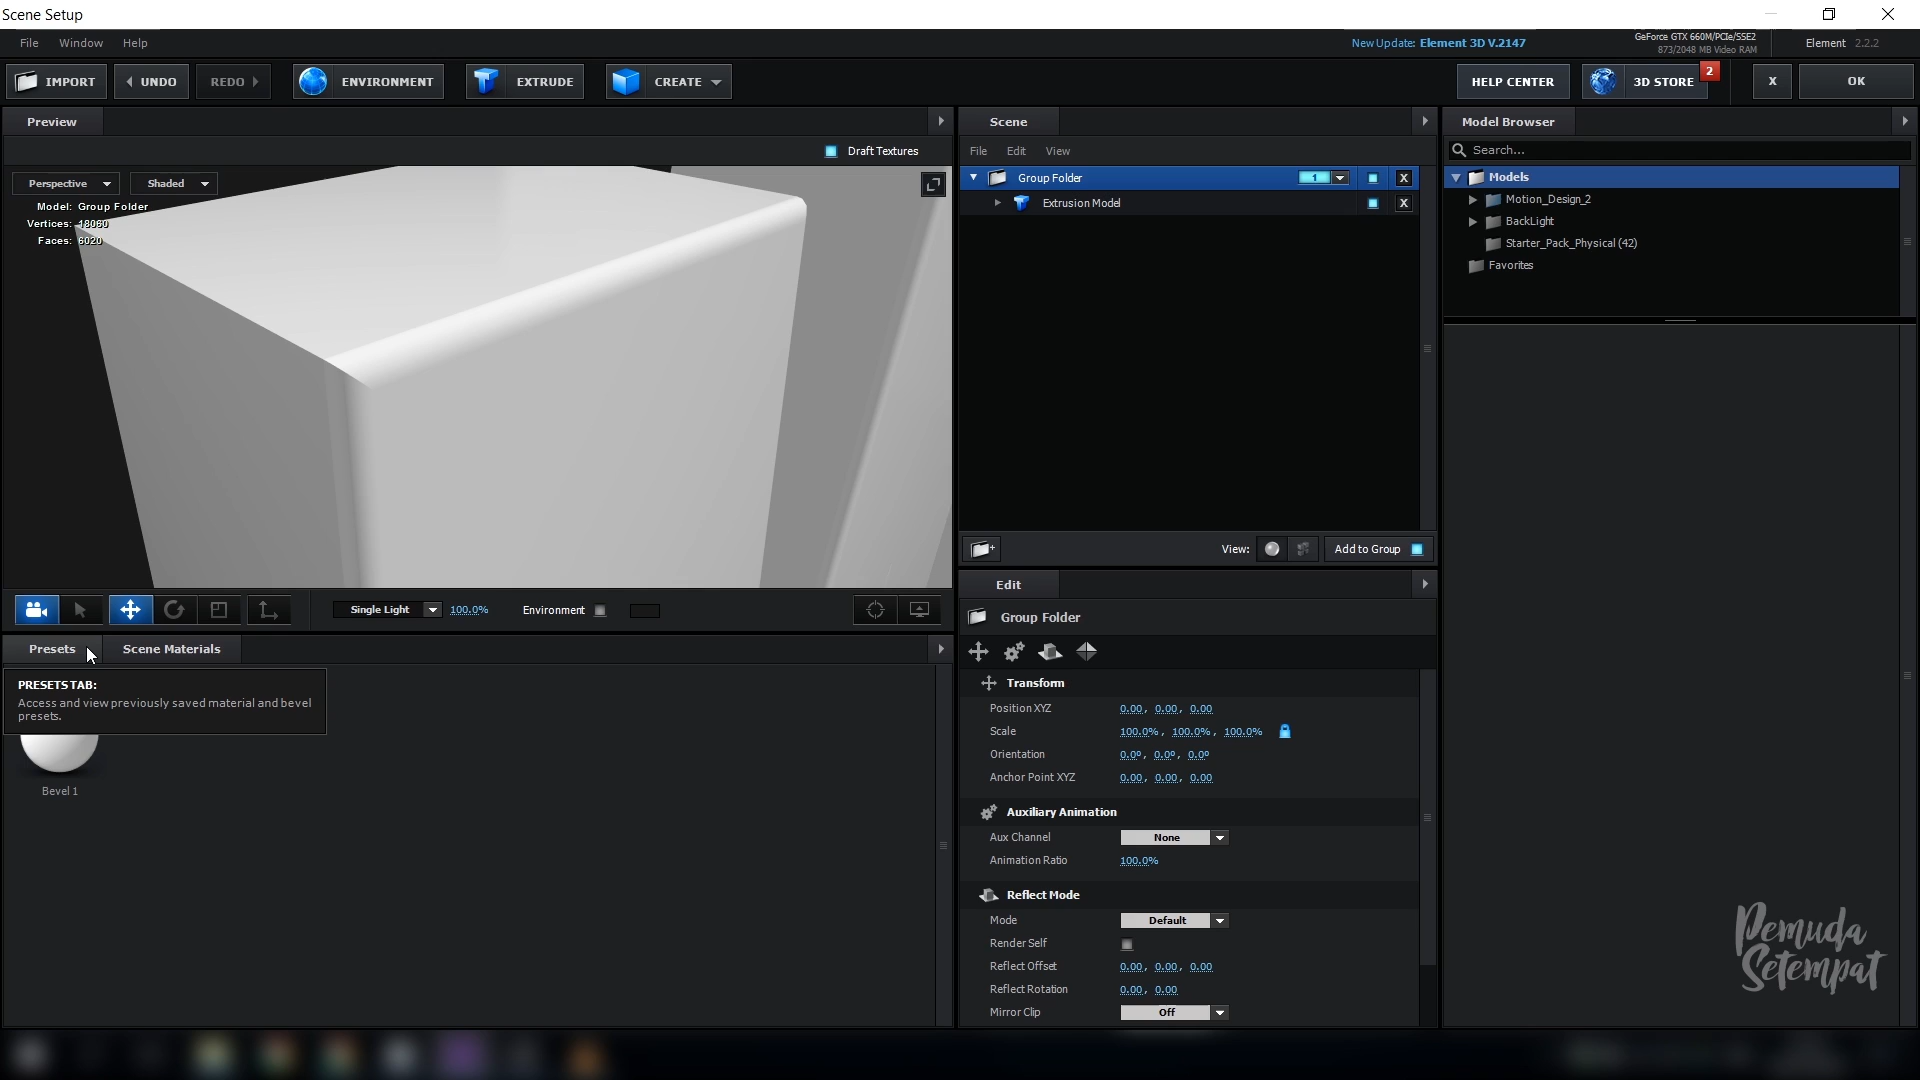 Scene Setup
File Window Help
New Update: Element 3D V.2147
GeForce GTX 660M/PCIe/SSE2
873/2048 MB Video RAM
Element 2.2.2
IMPORT UNDO REDO ENVIRONMENT EXTRUDE CREATE
HELP CENTER 3D STORE 2 X OK
Preview
Draft Textures
Perspective Shaded
Model: Group Folder
Vertices: 18060
Faces: 6020
Single Light 100.0% Environment
Presets Scene Materials
PRESETS TAB:
Access and view previously saved material and bevel
presets.
Bevel 1
Scene
File Edit View
Group Folder 1 X
Extrusion Model X
View: Add to Group
Edit
Group Folder
Transform
Position XYZ 0.00, 0.00, 0.00
Scale 100.0%, 100.0%, 100.0%
Orientation 0.0º, 0.0º, 0.0º
Anchor Point XYZ 0.00, 0.00, 0.00
Auxiliary Animation
Aux Channel None
Animation Ratio 100.0%
Reflect Mode
Mode Default
Render Self
Reflect Offset 0.00, 0.00, 0.00
Reflect Rotation 0.00, 0.00
Mirror Clip Off
Model Browser
Search...
Models
Motion_Design_2
BackLight
Starter_Pack_Physical (42)
Favorites
Pemuda
Setempat